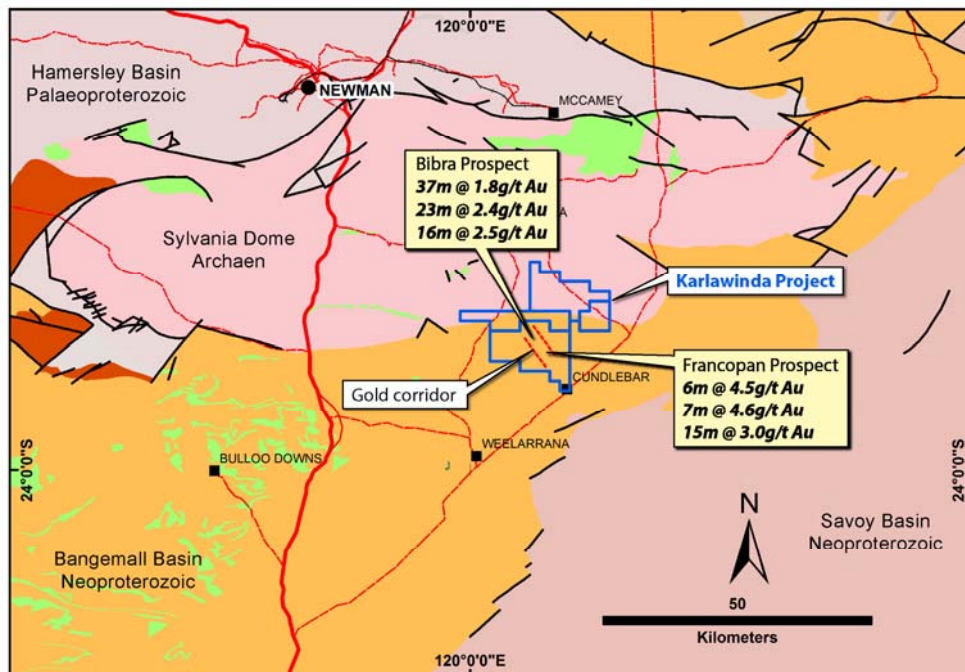 120°0'0"E
Hamersley Basin
Palaeoproterozoic
NEWMAN
MCCAMEY
Bibra Prospect
37m @ 1.8g/t Au
23m @ 2.4g/t Au
16m @ 2.5g/t Au
Sylvania Dome
Archaen
Karlawinda Project
Gold corridor
Francopan Prospect
6m @ 4.5g/t Au
7m @ 4.6g/t Au
15m @ 3.0g/t Au
CUNDLEBAR
WEELARRANA
BULLOO DOWNS
24°0'0"S
24°0'0"S
Savoy Basin
Neoproterozoic
Bangemall Basin
Neoproterozoic
N
50
Kilometers
120°0'0"E